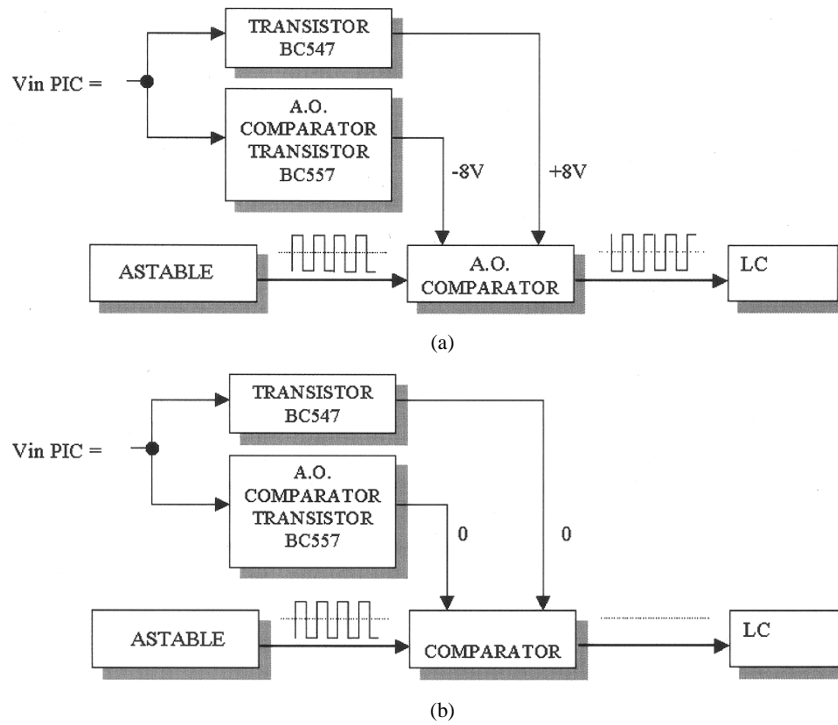 TRANSISTOR
BC547
Vin PIC =
A.O.
COMPARATOR
TRANSISTOR
BC557
-8V
+8V
ASTABLE
A.O.
COMPARATOR
LC
(a)
TRANSISTOR
BC547
Vin PIC =
A.O.
COMPARATOR
TRANSISTOR
BC557
0
0
ASTABLE
COMPARATOR
LC
(b)